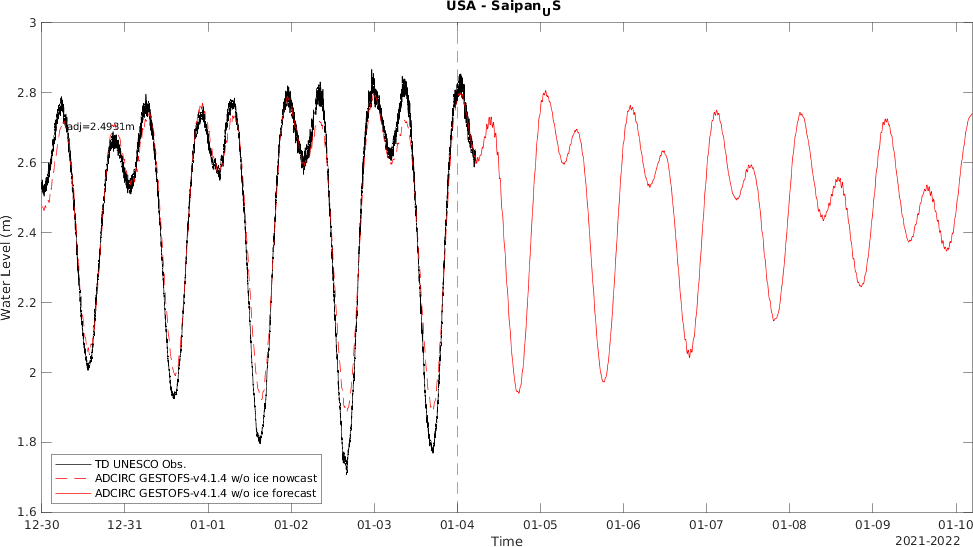 USA - Saipan_US
3
2.8
2.6
2.4
2.2
2
1.8
1.6
Water Level (m)
adj=2.4931m
TD UNESCO Obs.
ADCIRC GESTOFS-v4.1.4 w/o ice nowcast
ADCIRC GESTOFS-v4.1.4 w/o ice forecast
12-30 12-31 01-01 01-02 01-03 01-04 01-05 01-06 01-07 01-08 01-09 01-10
Time
2021-2022